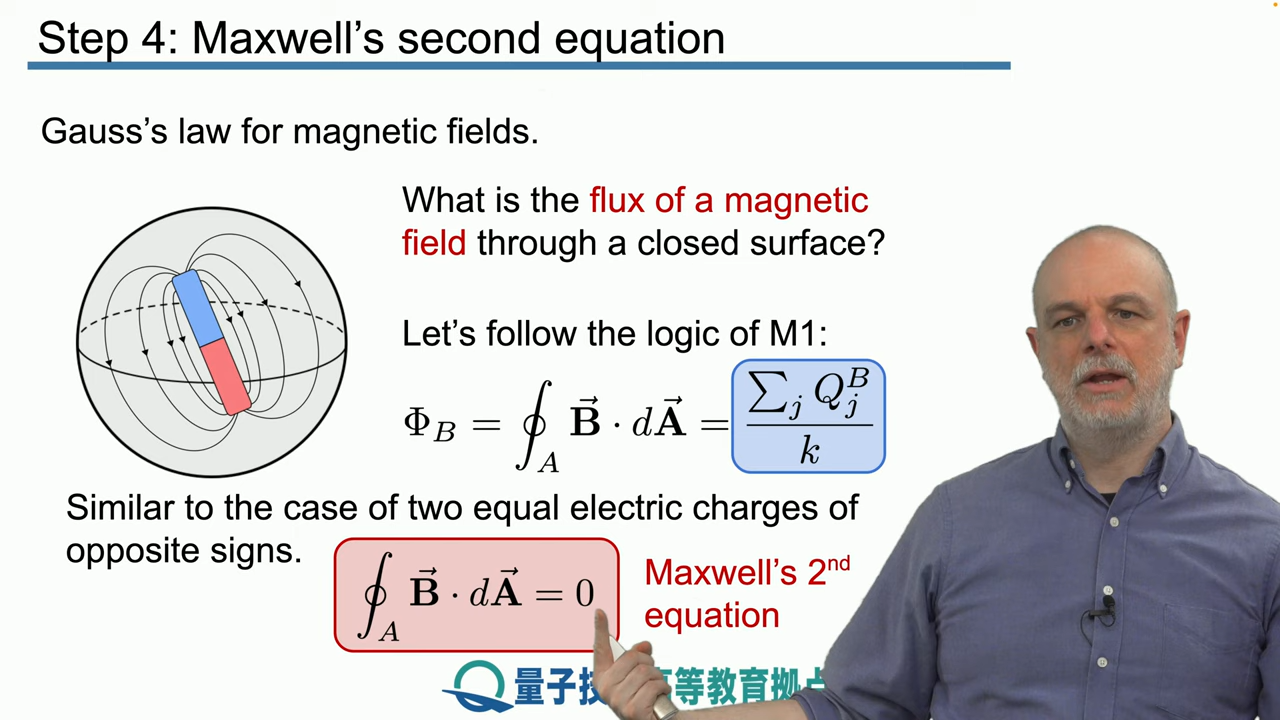 Step 4: Maxwell’s second equation
Gauss’s law for magnetic fields.
What is the flux of a magnetic
field through a closed surface?
Let’s follow the logic of M1:
Φ_B = ∮_A B⃗ · dA⃗ = ∑_j Q_j^B / k
Similar to the case of two equal electric charges of
opposite signs.
∮_A B⃗ · dA⃗ = 0
Maxwell’s 2nd
equation
量子技 高等教育拠点